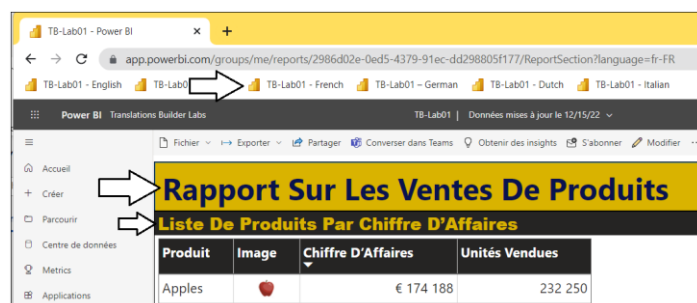 TB-Lab01 - Power BI
app.powerbi.com/groups/me/reports/2986d02e-0ed5-4379-91ec-dd298805f177/ReportSection?language=fr-FR
TB-Lab01 - English TB-Lab0 TB-Lab01 - French TB-Lab01 – German TB-Lab01 - Dutch TB-Lab01 - Italian
Power BI Translations Builder Labs TB-Lab01 | Données mises à jour le 12/15/22
Fichier Exporter Partager Converser dans Teams Obtenir des insights S'abonner Modifier ...
Accueil
Créer
Parcourir
Centre de données
Metrics
Applications
Rapport Sur Les Ventes De Produits
Liste De Produits Par Chiffre D'Affaires
Produit Image Chiffre D'Affaires Unités Vendues
Apples € 174 188 232 250